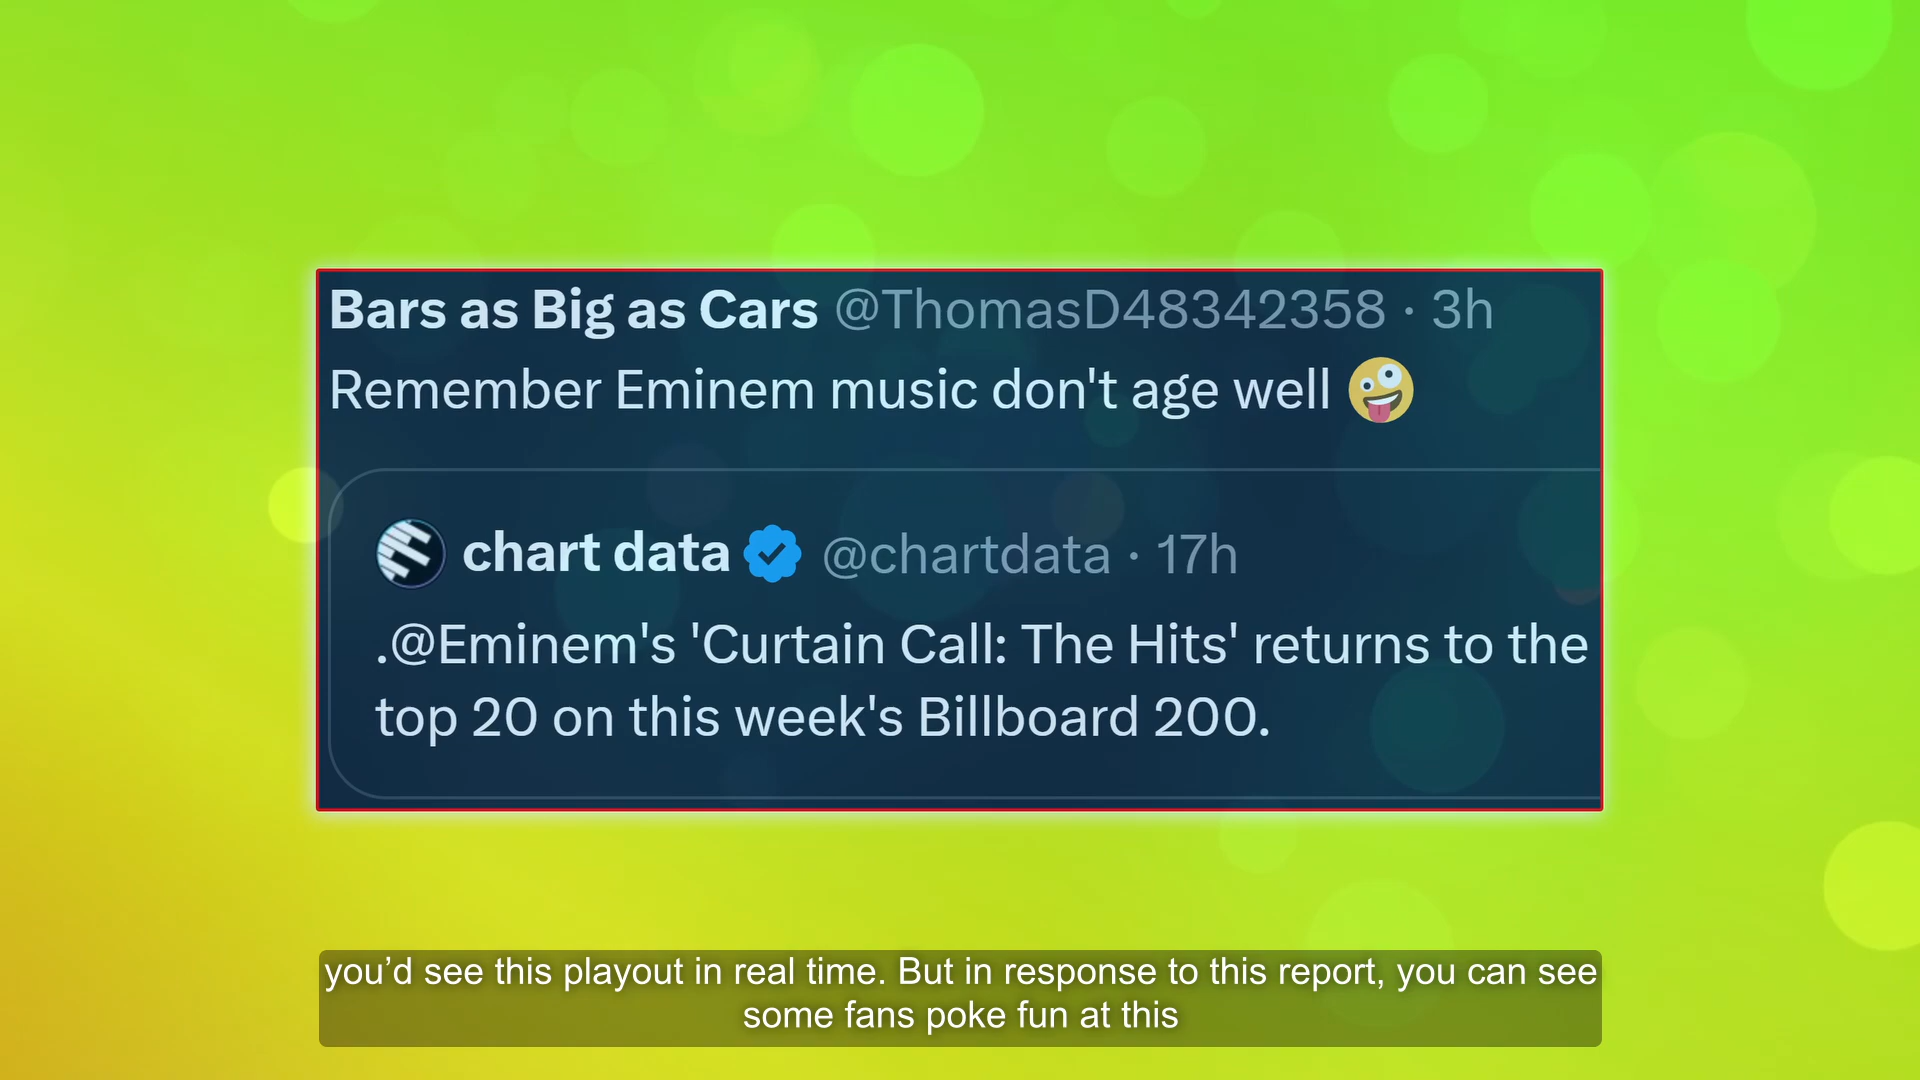 Bars as Big as Cars @ThomasD48342358 · 3h
Remember Eminem music don't age well 🤪
chart data @chartdata · 17h
.@Eminem's 'Curtain Call: The Hits' returns to the
top 20 on this week's Billboard 200.
you’d see this playout in real time. But in response to this report, you can see
some fans poke fun at this